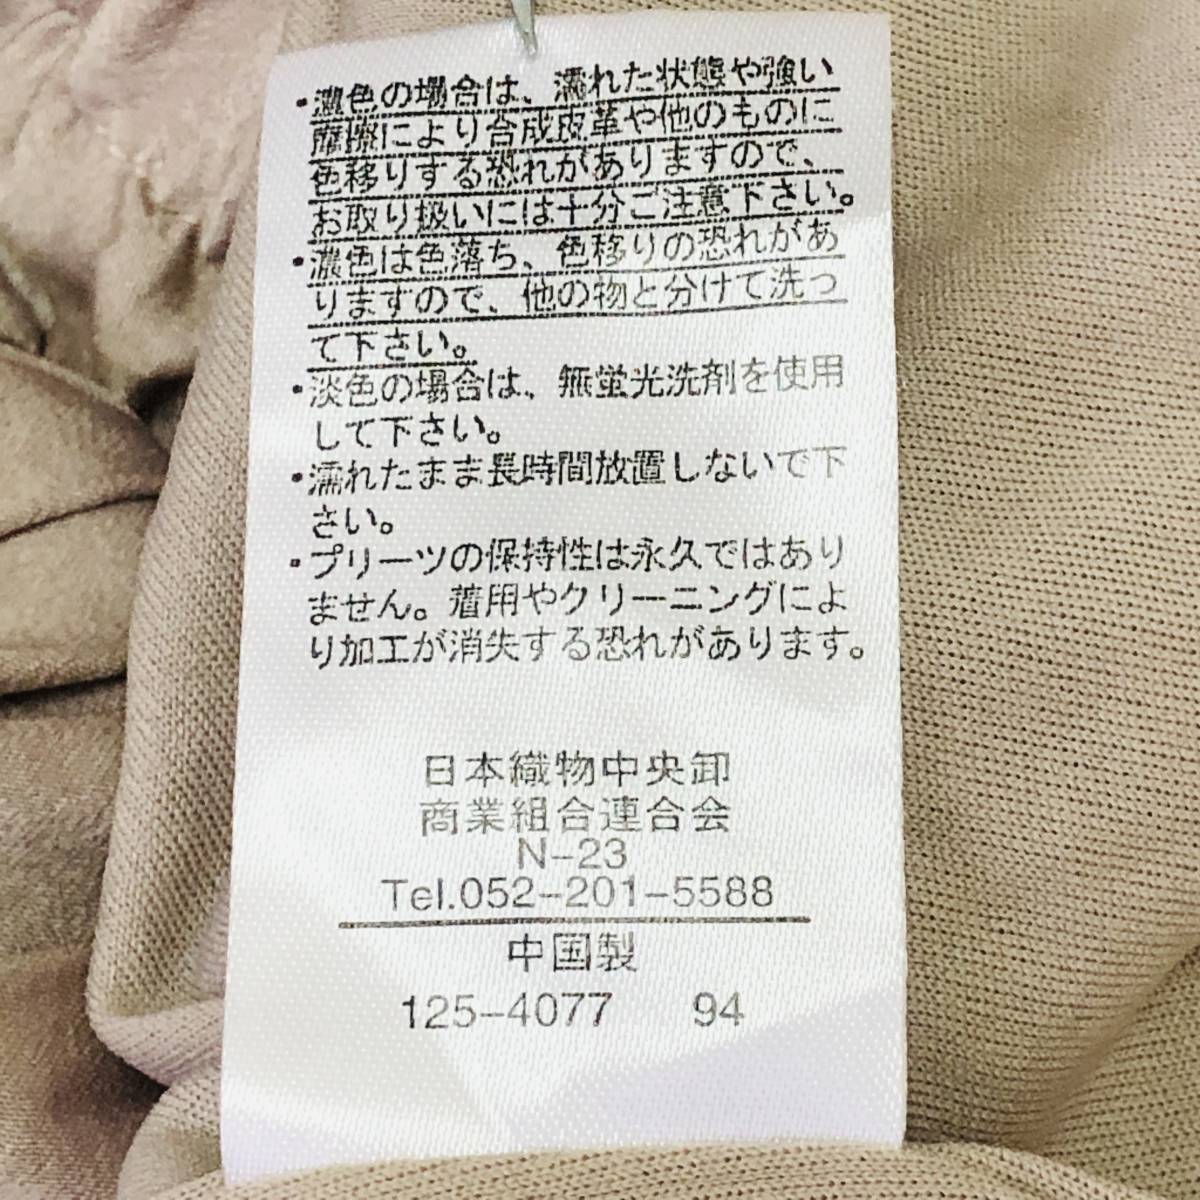 ・濃色の場合は、濡れた状態や強い
摩擦により合成皮革や他のものに
色移りする恐れがありますので、
お取り扱いには十分ご注意下さい。
・濃色は色落ち、色移りの恐れがあ
りますので、他の物と分けて洗っ
て下さい。
・淡色の場合は、無蛍光洗剤を使用
して下さい。
・濡れたまま長時間放置しないで下
さい。
・プリーツの保持性は永久ではあり
ません。着用やクリーニングによ
り加工が消失する恐れがあります。
日本織物中央卸
商業組合連合会
N-23
Tel.052-201-5588
中国製
125-4077 94